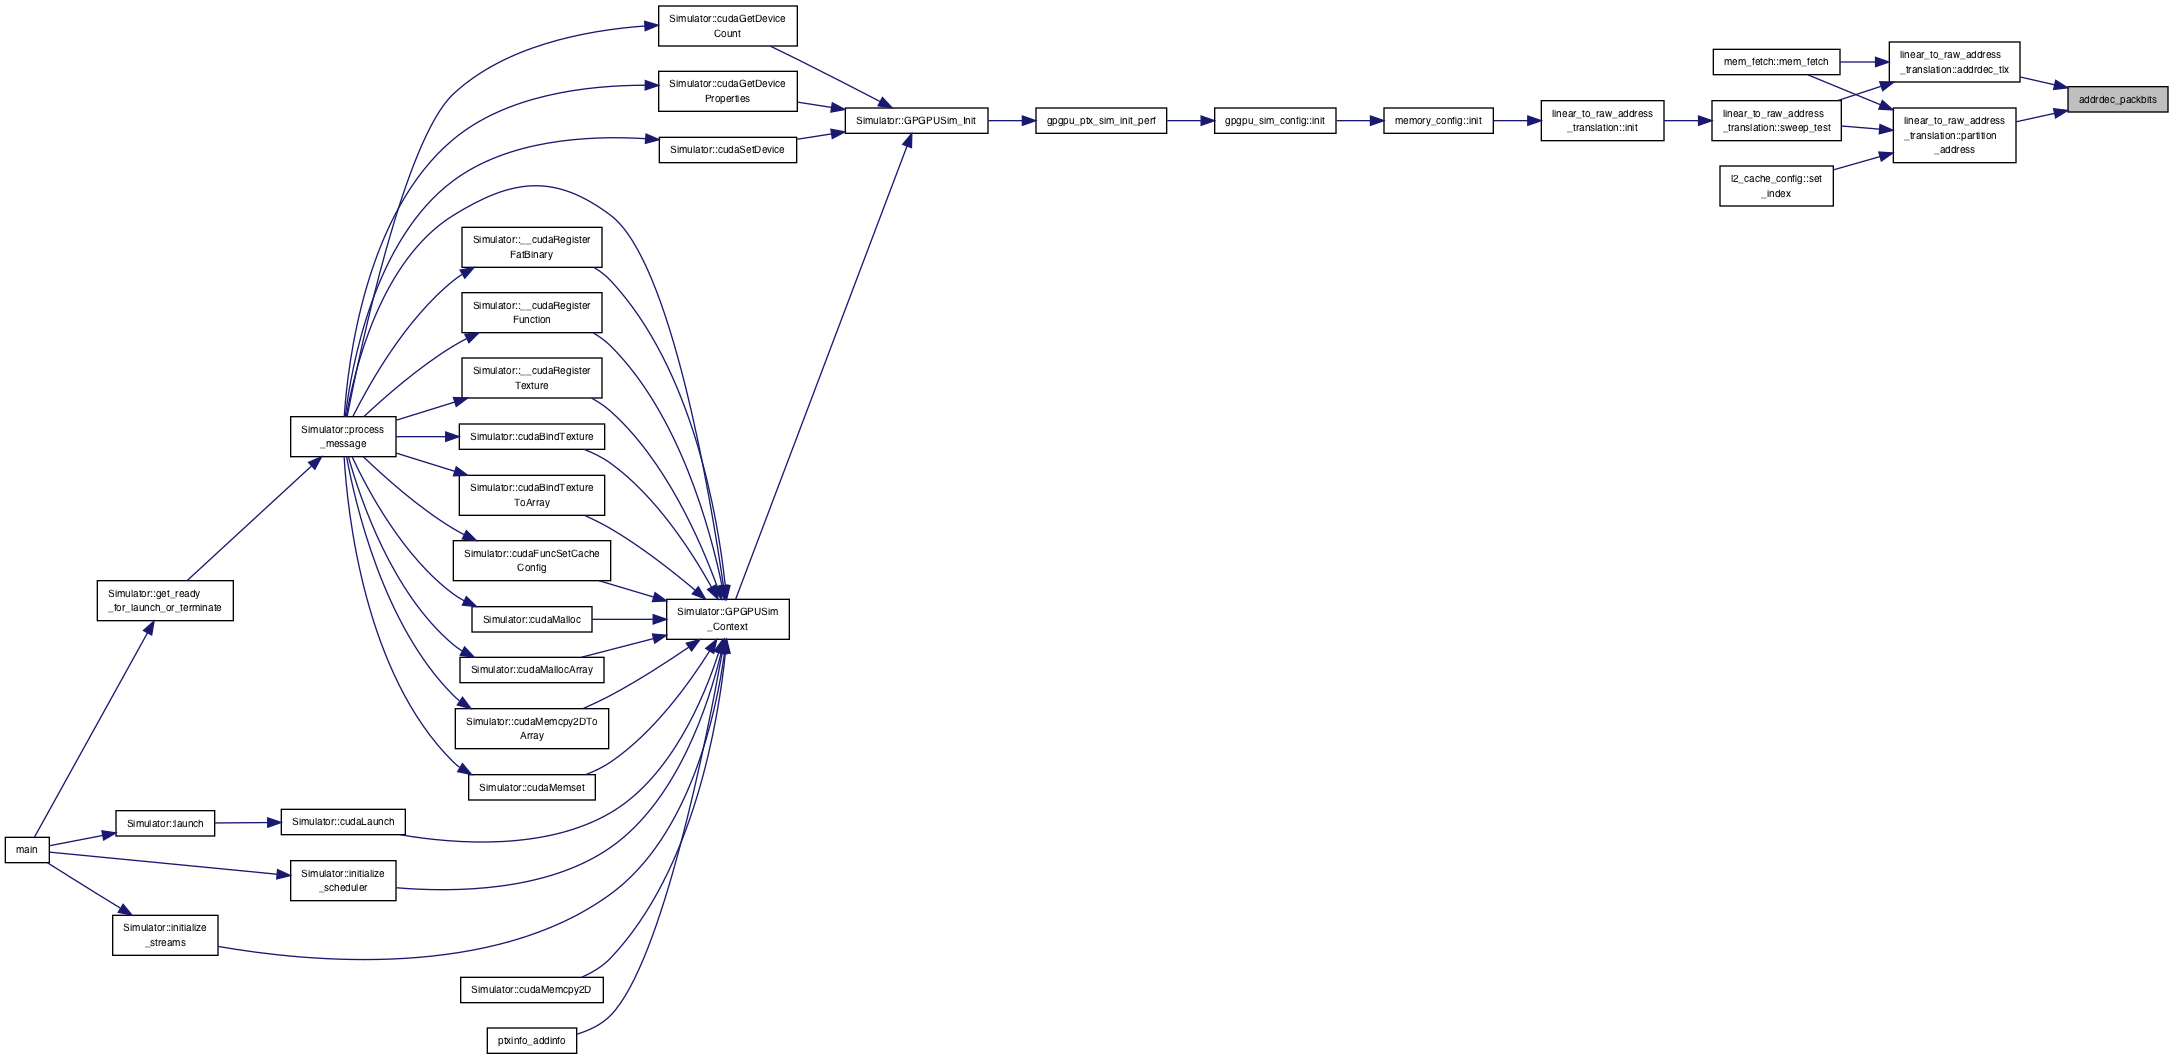 Simulator::cudaGetDevice
Count
Simulator::cudaGetDevice
Properties
Simulator::cudaSetDevice
Simulator::GPGPUSim_Init
gpgpu_ptx_sim_init_perf
gpgpu_sim_config::init
memory_config::init
linear_to_raw_address
_translation::init
mem_fetch::mem_fetch
linear_to_raw_address
_translation::sweep_test
l2_cache_config::set
_index
linear_to_raw_address
_translation::addrdec_tlx
linear_to_raw_address
_translation::partition
_address
addrdec_packbits
Simulator::__cudaRegister
FatBinary
Simulator::__cudaRegister
Function
Simulator::__cudaRegister
Texture
Simulator::process
_message
Simulator::cudaBindTexture
Simulator::cudaBindTexture
ToArray
Simulator::cudaFuncSetCache
Config
Simulator::get_ready
_for_launch_or_terminate
Simulator::cudaMalloc
Simulator::GPGPUSim
_Context
Simulator::cudaMallocArray
Simulator::cudaMemcpy2DTo
Array
Simulator::cudaMemset
Simulator::launch
Simulator::cudaLaunch
main
Simulator::initialize
_scheduler
Simulator::initialize
_streams
Simulator::cudaMemcpy2D
ptxinfo_addinfo